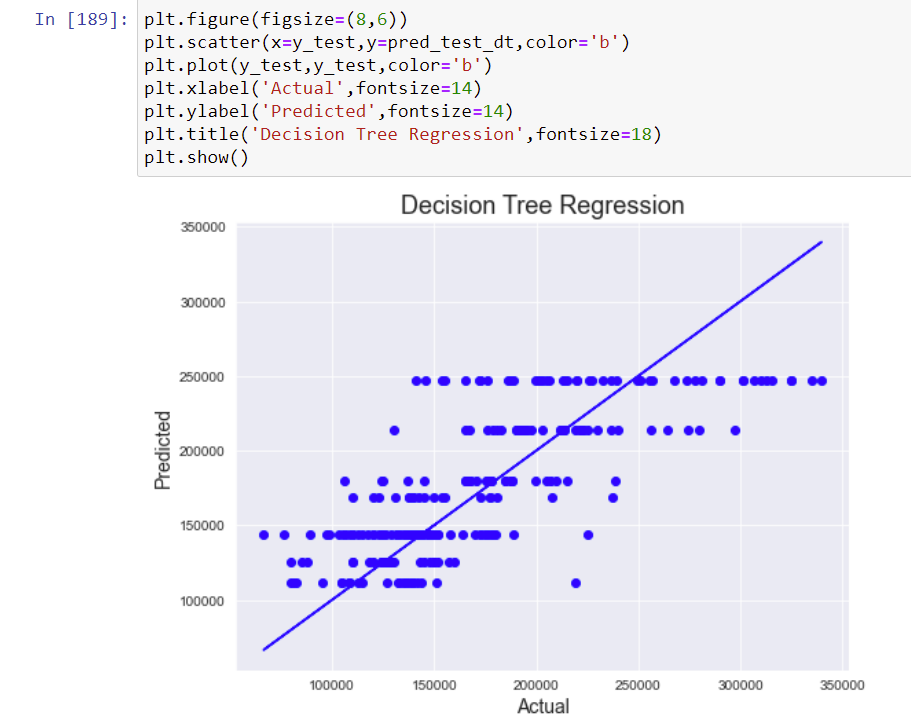 In [189]: plt.figure(figsize=(8,6))
plt.scatter(x=y_test,y=pred_test_dt,color='b')
plt.plot(y_test,y_test,color='b')
plt.xlabel('Actual',fontsize=14)
plt.ylabel('Predicted',fontsize=14)
plt.title('Decision Tree Regression',fontsize=18)
plt.show()
Decision Tree Regression
350000
300000
250000
200000
150000
100000
Predicted
100000 150000 200000 250000 300000 350000
Actual